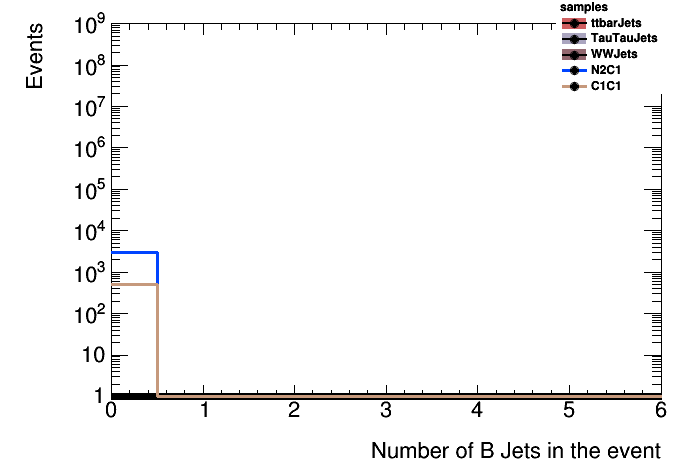 samples
ttbarJets
TauTauJets
WWJets
N2C1
C1C1
Events
10⁹
10⁸
10⁷
10⁶
10⁵
10⁴
10³
10²
10
1
0 1 2 3 4 5 6
Number of B Jets in the event